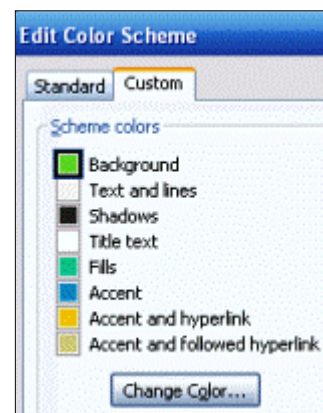 Edit Color Scheme
Standard Custom
Scheme colors
Background
Text and lines
Shadows
Title text
Fills
Accent
Accent and hyperlink
Accent and followed hyperlink
Change Color...